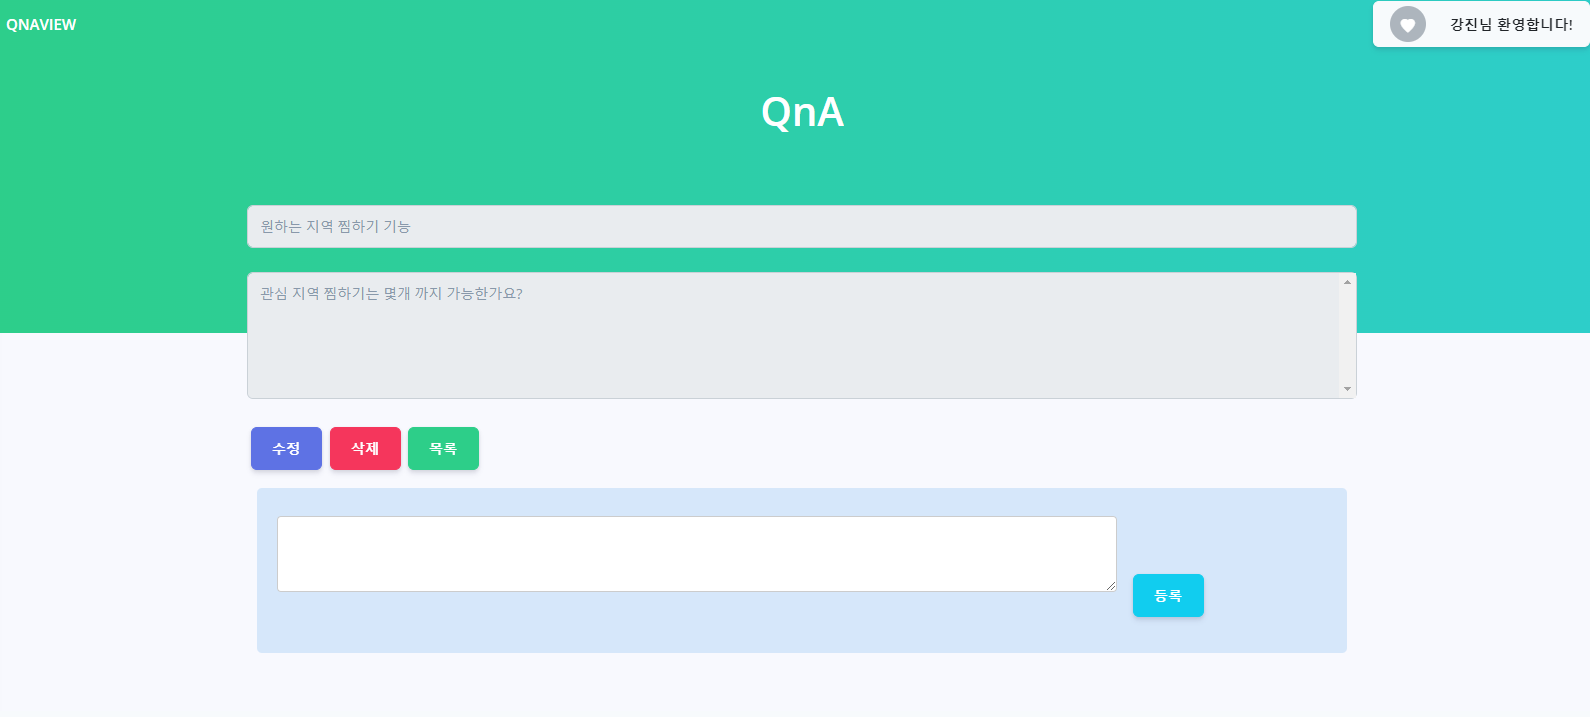 QNAVIEW
강진님 환영합니다!
QnA
원하는 지역 찜하기 기능
관심 지역 찜하기는 몇개 까지 가능한가요?
수정 삭제 목록
등록